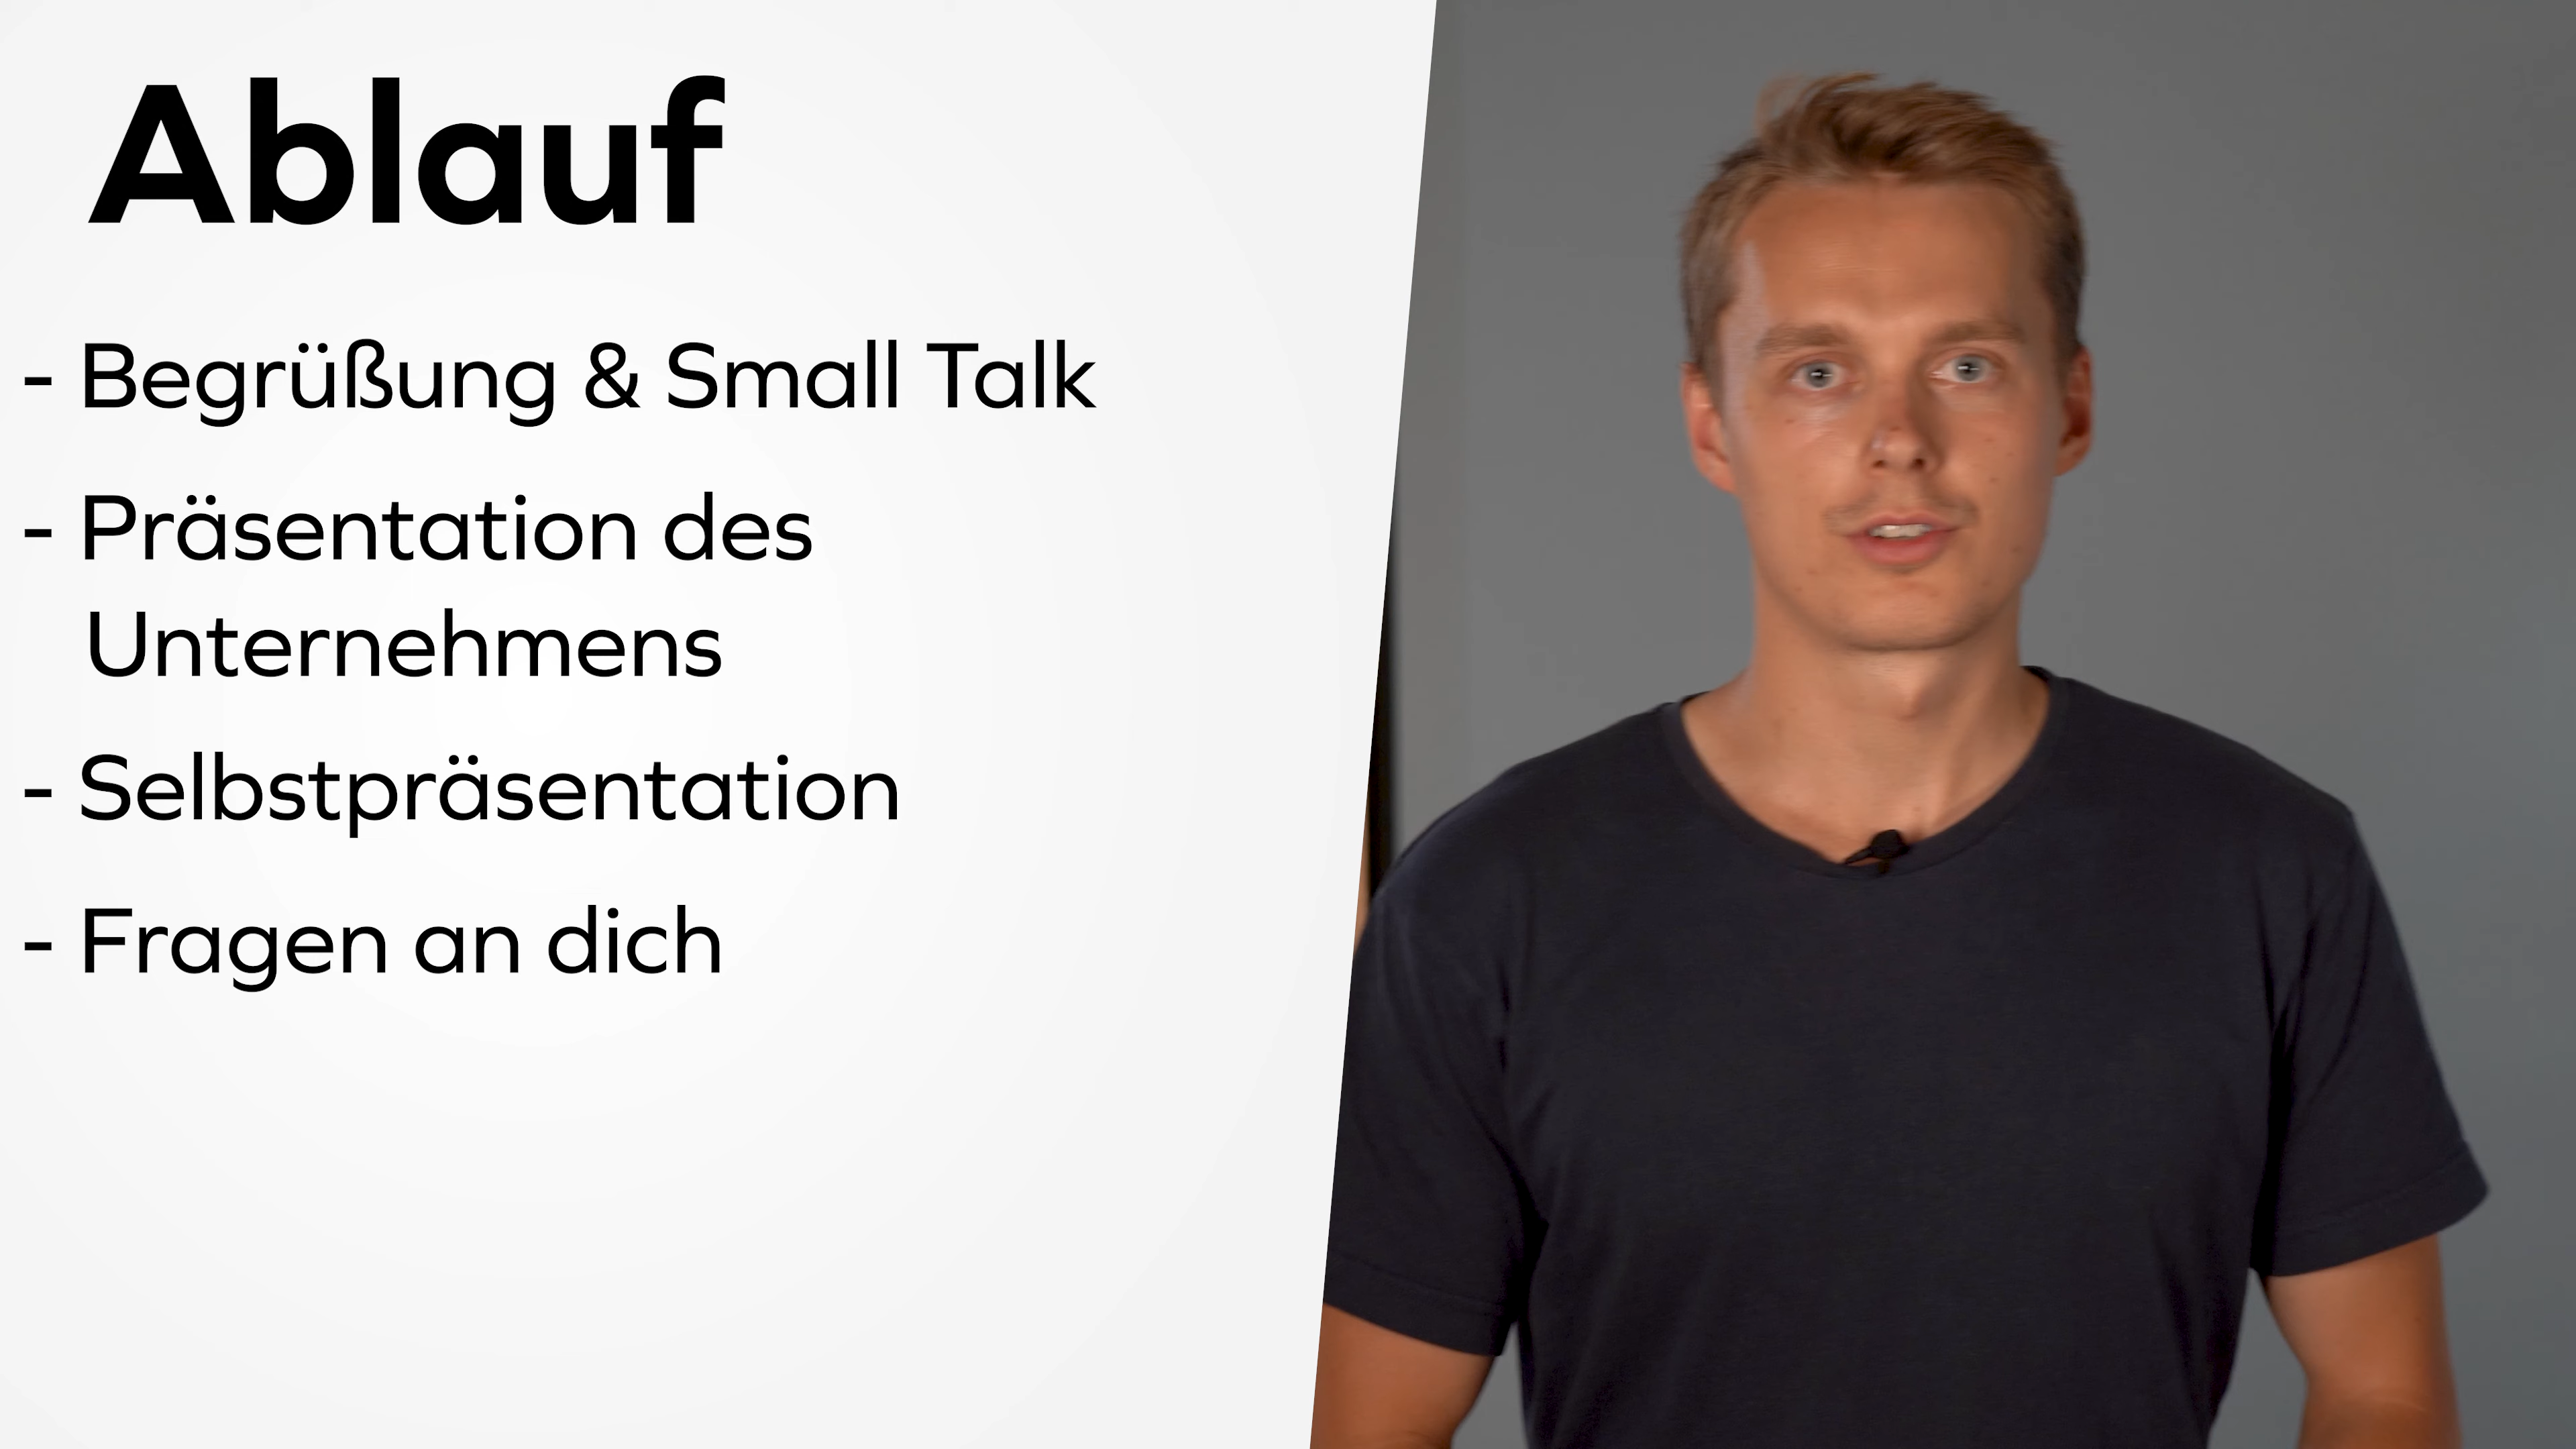 Ablauf
- Begrüßung & Small Talk
- Präsentation des
Unternehmens
- Selbstpräsentation
- Fragen an dich